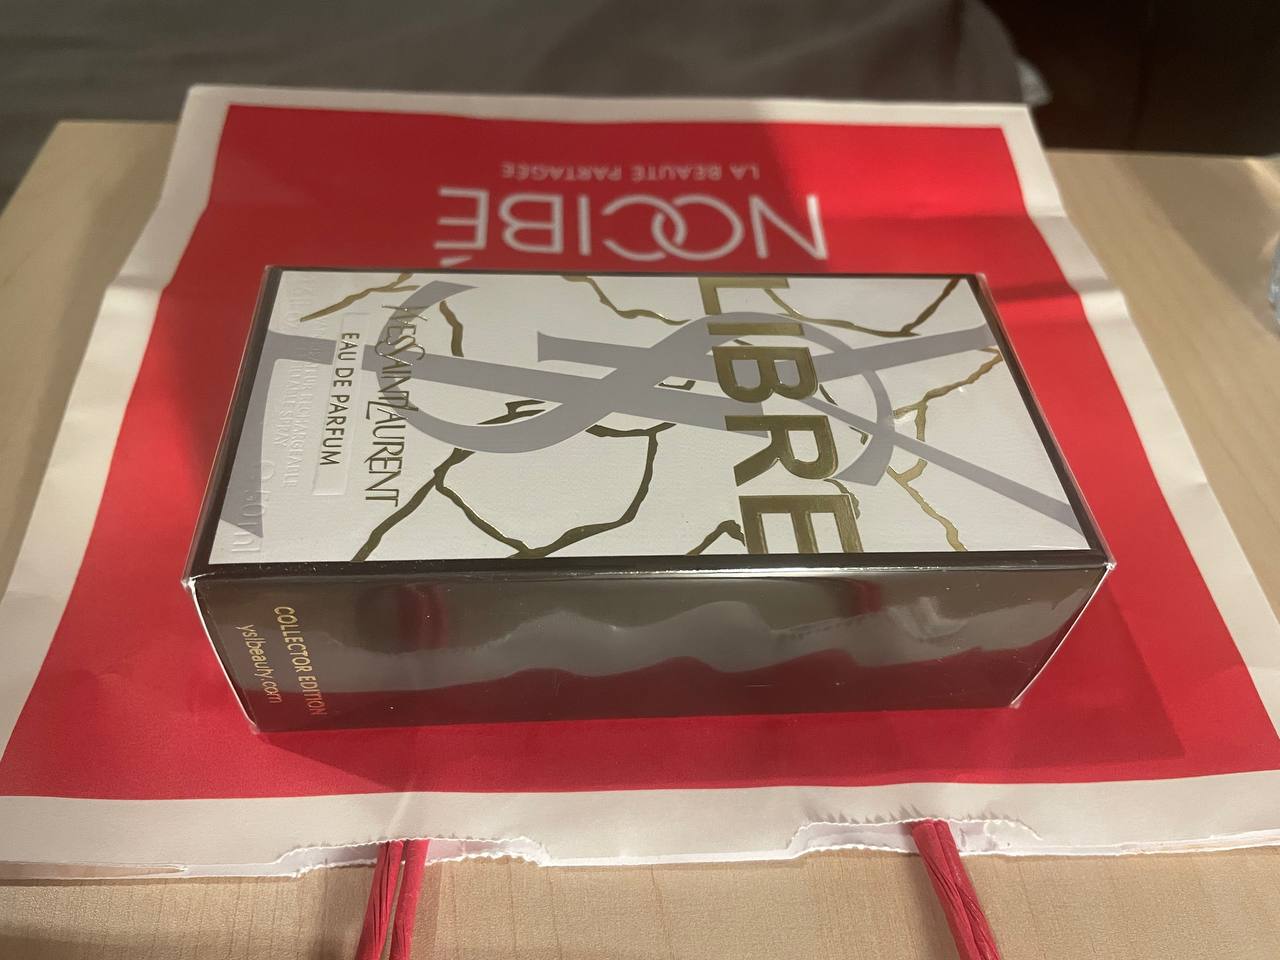 NOCIBÉ
LA BEAUTÉ PARTAGÉE
LIBRE
YVESSAINTLAURENT
EAU DE PARFUM
COLLECTOR EDITION
yslbeauty.com